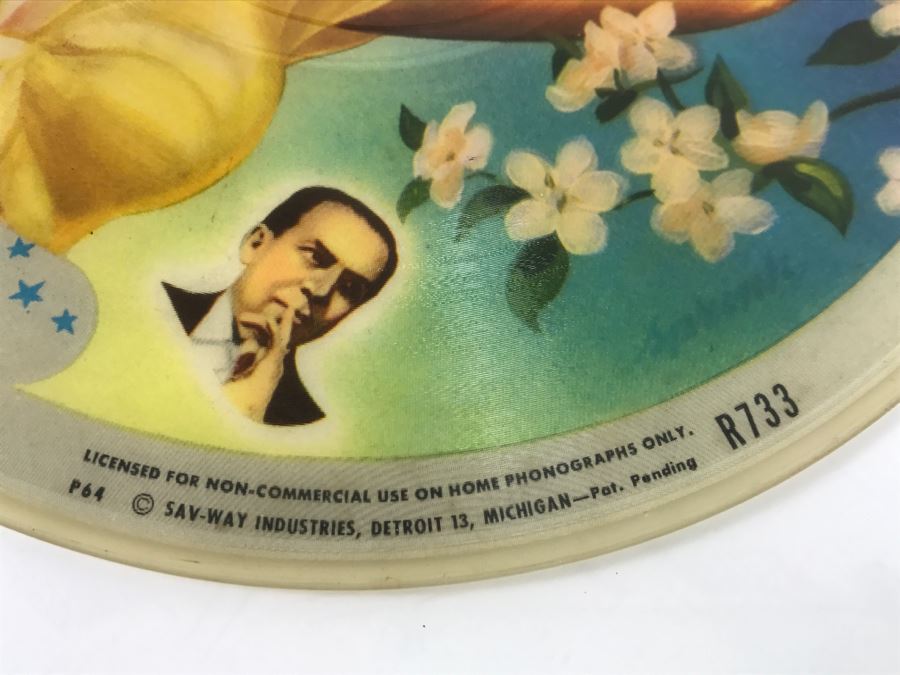 R733
LICENSED FOR NON-COMMERCIAL USE ON HOME PHONOGRAPHS ONLY.
P64 © SAV-WAY INDUSTRIES, DETROIT 13, MICHIGAN—Pat. Pending